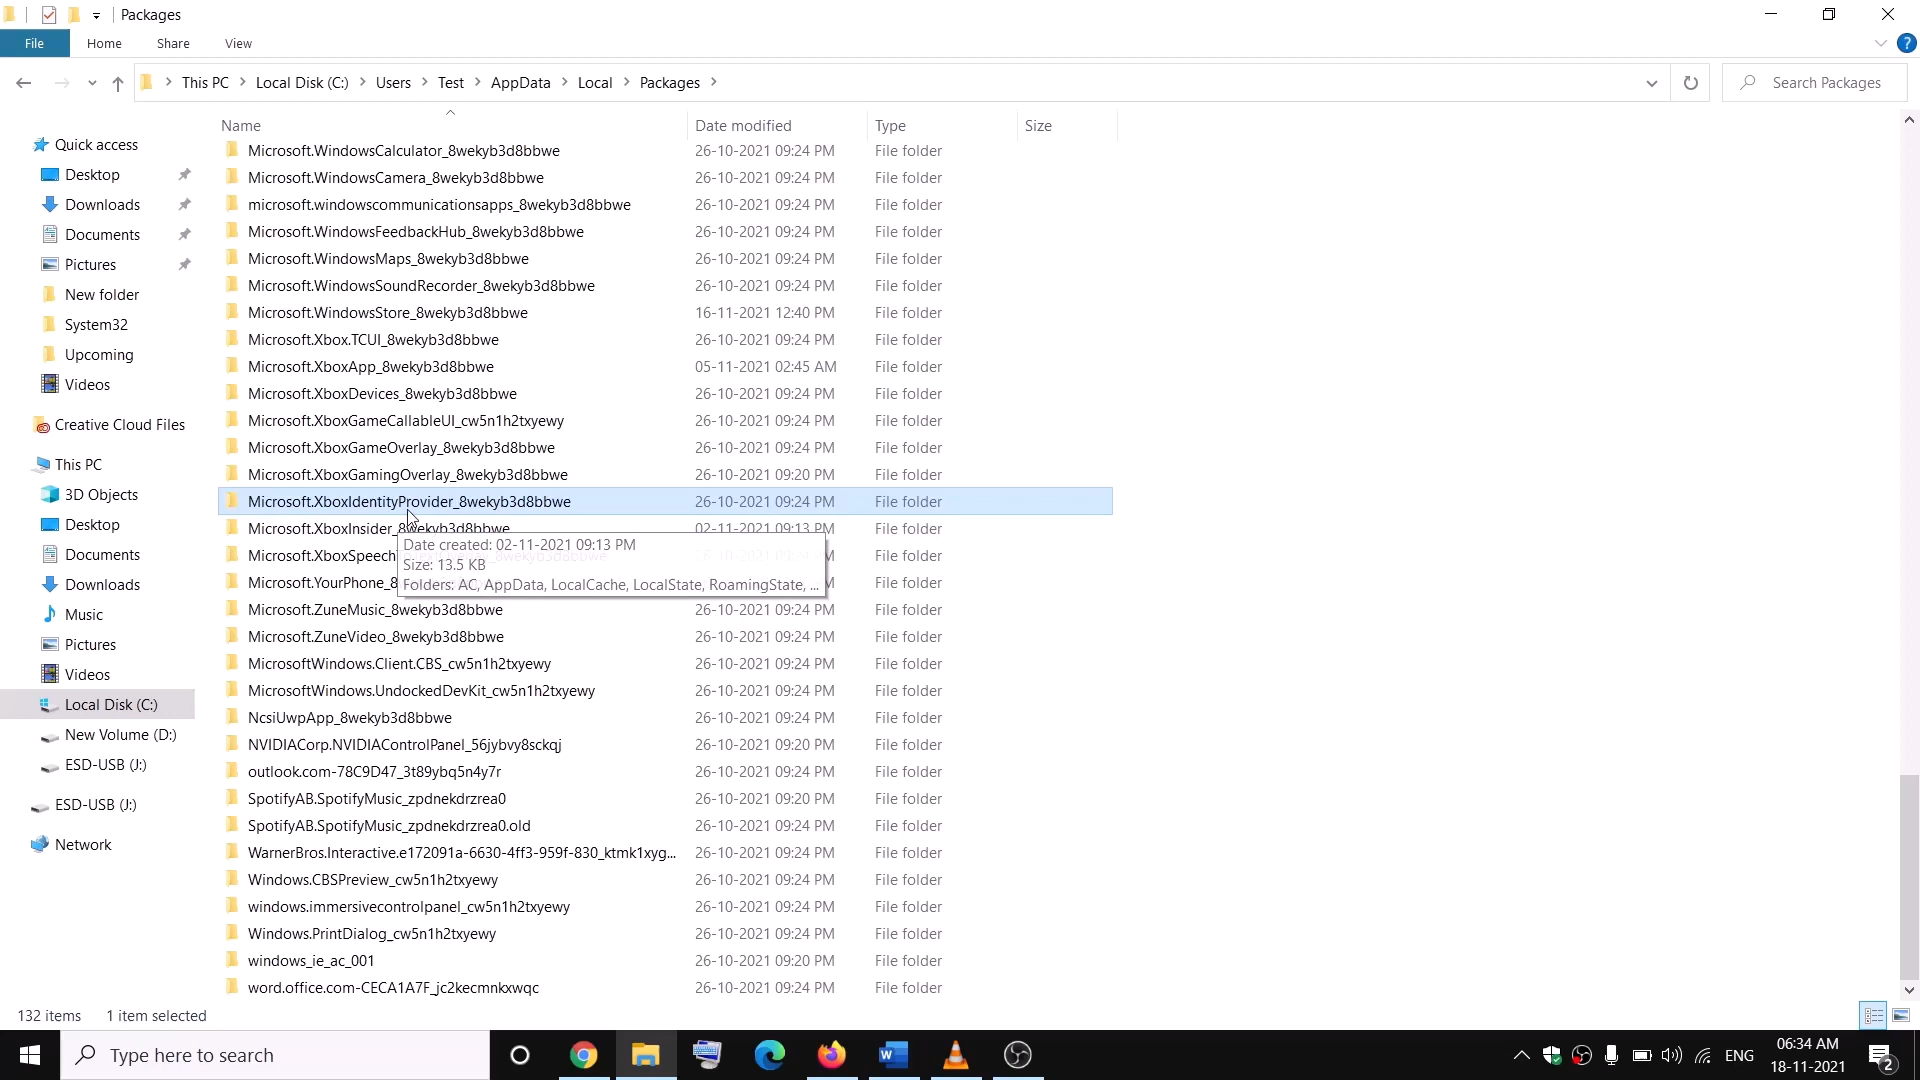 Packages
File Home Share View
This PC Local Disk (C:) Users Test AppData Local Packages Search Packages
Name Date modified Type Size
Quick access
Desktop
Downloads
Documents
Pictures
New folder
System32
Upcoming
Videos
Creative Cloud Files
This PC
3D Objects
Desktop
Documents
Downloads
Music
Pictures
Videos
Local Disk (C:)
New Volume (D:)
ESD-USB (J:)
ESD-USB (J:)
Network
Microsoft.WindowsCalculator_8wekyb3d8bbwe 26-10-2021 09:24 PM File folder
Microsoft.WindowsCamera_8wekyb3d8bbwe 26-10-2021 09:24 PM File folder
microsoft.windowscommunicationsapps_8wekyb3d8bbwe 26-10-2021 09:24 PM File folder
Microsoft.WindowsFeedbackHub_8wekyb3d8bbwe 26-10-2021 09:24 PM File folder
Microsoft.WindowsMaps_8wekyb3d8bbwe 26-10-2021 09:24 PM File folder
Microsoft.WindowsSoundRecorder_8wekyb3d8bbwe 26-10-2021 09:24 PM File folder
Microsoft.WindowsStore_8wekyb3d8bbwe 16-11-2021 12:40 PM File folder
Microsoft.Xbox.TCUI_8wekyb3d8bbwe 26-10-2021 09:24 PM File folder
Microsoft.XboxApp_8wekyb3d8bbwe 05-11-2021 02:45 AM File folder
Microsoft.XboxDevices_8wekyb3d8bbwe 26-10-2021 09:24 PM File folder
Microsoft.XboxGameCallableUI_cw5n1h2txyewy 26-10-2021 09:24 PM File folder
Microsoft.XboxGameOverlay_8wekyb3d8bbwe 26-10-2021 09:24 PM File folder
Microsoft.XboxGamingOverlay_8wekyb3d8bbwe 26-10-2021 09:20 PM File folder
Microsoft.XboxIdentityProvider_8wekyb3d8bbwe 26-10-2021 09:24 PM File folder
Microsoft.XboxInsider_8wekyb3d8bbwe 02-11-2021 09:13 PM File folder
Microsoft.XboxSpeech File folder
Microsoft.YourPhone_8 File folder
Date created: 02-11-2021 09:13 PM
Size: 13.5 KB
Folders: AC, AppData, LocalCache, LocalState, RoamingState, ...
Microsoft.ZuneMusic_8wekyb3d8bbwe 26-10-2021 09:24 PM File folder
Microsoft.ZuneVideo_8wekyb3d8bbwe 26-10-2021 09:24 PM File folder
MicrosoftWindows.Client.CBS_cw5n1h2txyewy 26-10-2021 09:24 PM File folder
MicrosoftWindows.UndockedDevKit_cw5n1h2txyewy 26-10-2021 09:24 PM File folder
NcsiUwpApp_8wekyb3d8bbwe 26-10-2021 09:24 PM File folder
NVIDIACorp.NVIDIAControlPanel_56jybvy8sckqj 26-10-2021 09:20 PM File folder
outlook.com-78C9D47_3t89ybq5n4y7r 26-10-2021 09:24 PM File folder
SpotifyAB.SpotifyMusic_zpdnekdrzrea0 26-10-2021 09:20 PM File folder
SpotifyAB.SpotifyMusic_zpdnekdrzrea0.old 26-10-2021 09:24 PM File folder
WarnerBros.Interactive.e172091a-6630-4ff3-959f-830_ktmk1xyg... 26-10-2021 09:24 PM File folder
Windows.CBSPreview_cw5n1h2txyewy 26-10-2021 09:24 PM File folder
windows.immersivecontrolpanel_cw5n1h2txyewy 26-10-2021 09:24 PM File folder
Windows.PrintDialog_cw5n1h2txyewy 26-10-2021 09:24 PM File folder
windows_ie_ac_001 26-10-2021 09:20 PM File folder
word.office.com-CECA1A7F_jc2kecmnkxwqc 26-10-2021 09:24 PM File folder
132 items 1 item selected
Type here to search
ENG
06:34 AM
18-11-2021
2